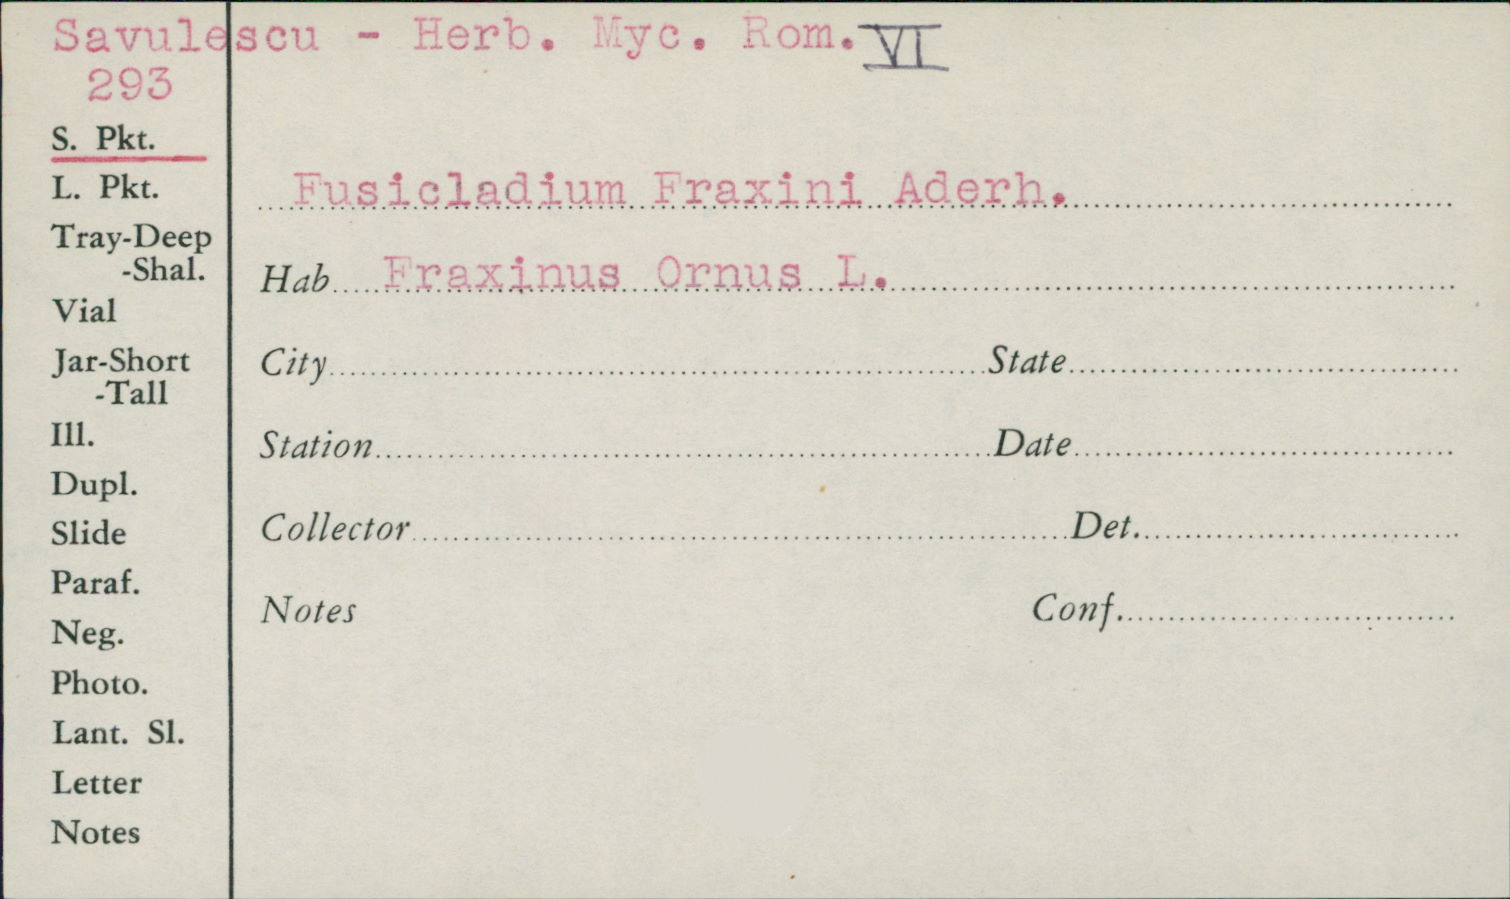 Savulescu - Herb. Myc. Rom. VI
293
S. Pkt.
L. Pkt.
Tray-Deep
-Shal.
Vial
Jar-Short
-Tall
Ill.
Dupl.
Slide
Paraf.
Neg.
Photo.
Lant. Sl.
Letter
Notes
Fusicladium Fraxini Aderh.
Hab. Fraxinus Ornus L.
City State
Station Date
Collector Det.
Notes Conf.